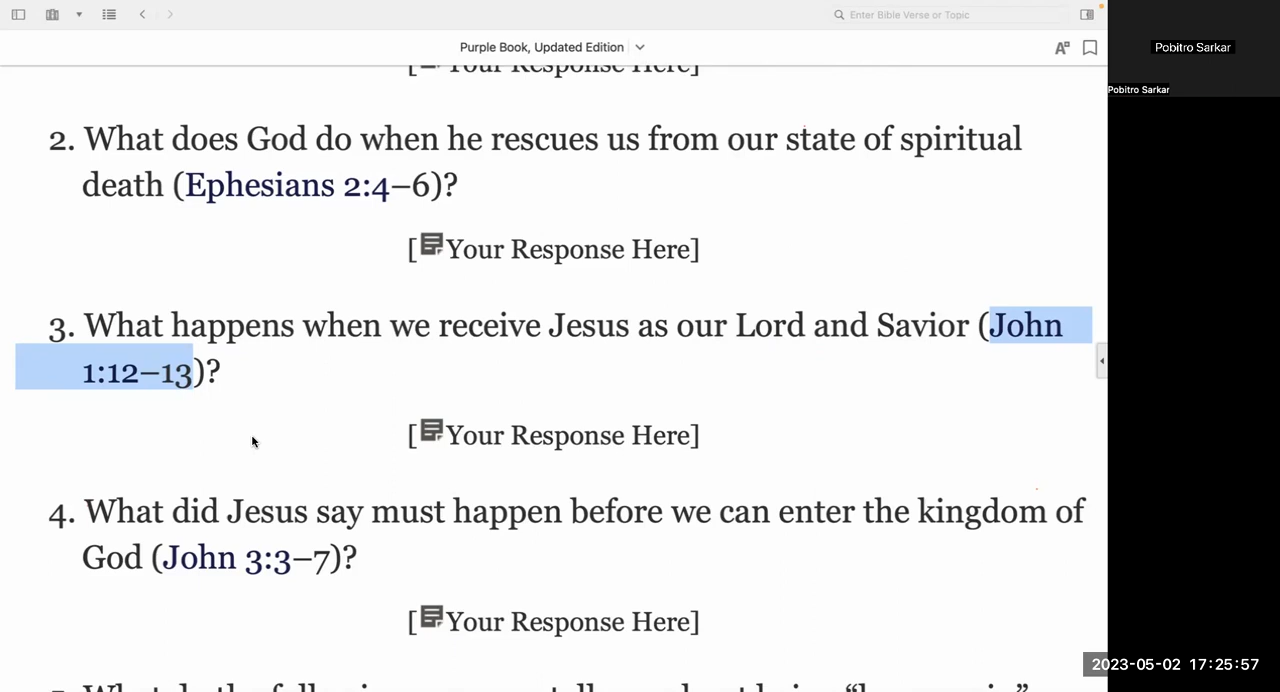 Enter Bible Verse or Topic
Purple Book, Updated Edition
[Your Response Here]
2. What does God do when he rescues us from our state of spiritual
death (Ephesians 2:4–6)?
[Your Response Here]
3. What happens when we receive Jesus as our Lord and Savior (John
1:12–13)?
[Your Response Here]
4. What did Jesus say must happen before we can enter the kingdom of
God (John 3:3–7)?
[Your Response Here]
Pobitro Sarkar
Pobitro Sarkar
2023-05-02 17:25:57